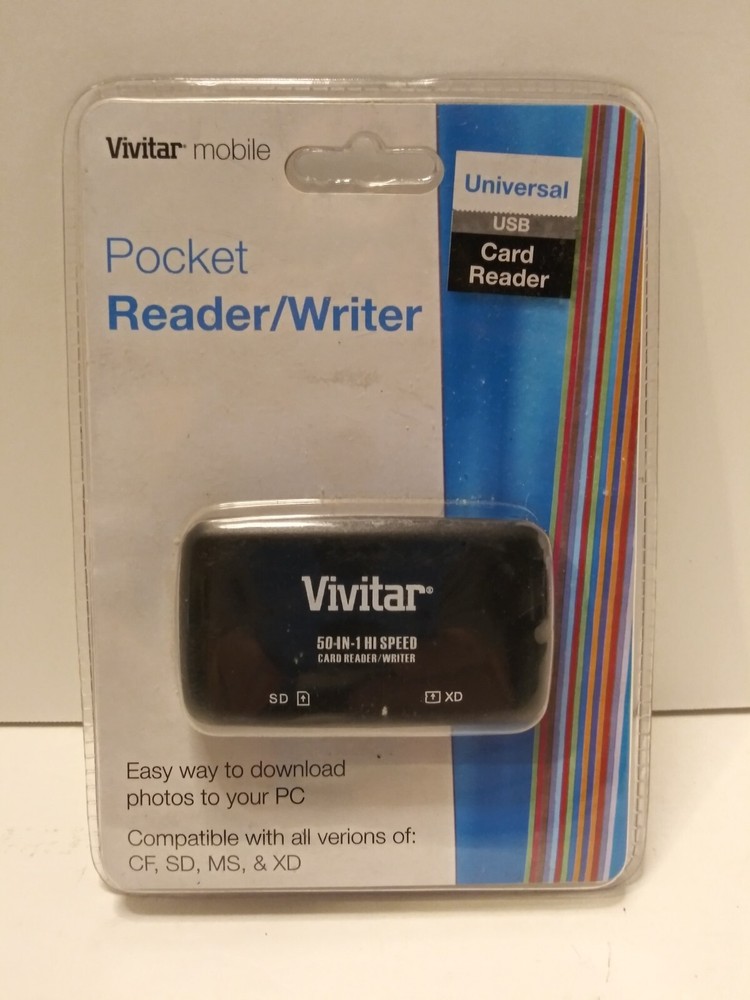 Vivitar mobile
Universal
USB
Card
Reader
Pocket
Reader/Writer
Vivitar®
50-IN-1 HI SPEED
CARD READER/WRITER
SD XD
Easy way to download
photos to your PC
Compatible with all verions of:
CF, SD, MS, & XD